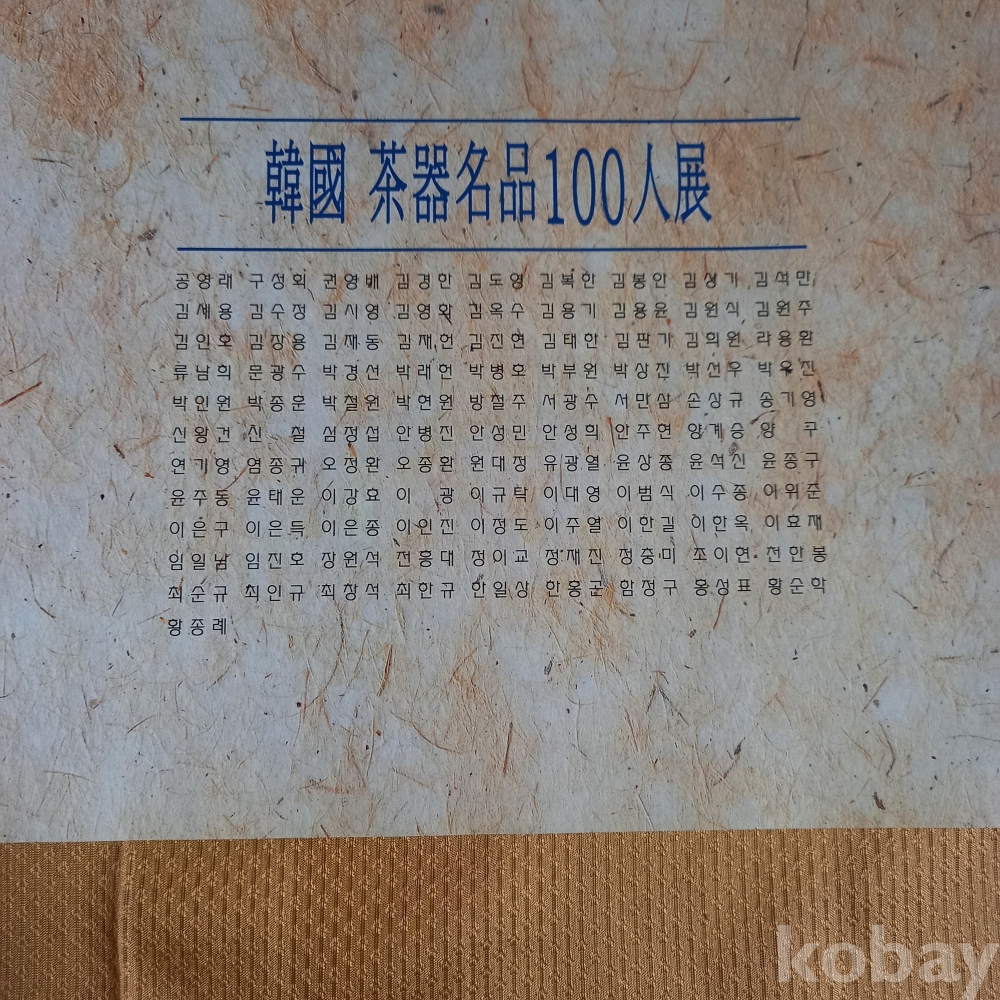 韓國 茶器名品100人展
공영래 구성회 권영배 김경한 김도영 김복한 김봉안 김성기 김석만
김세용 김수정 김시영 김영화 김옥수 김용기 김용윤 김원식 김원주
김인호 김장용 김재동 김재언 김진현 김태한 김판기 김희원 라용환
류남희 문광수 박경선 박래헌 박병호 박부원 박상진 박선우 박우진
박인원 박종훈 박철원 박현원 방철주 서광수 서만삼 손상규 송기영
신왕건 신 철 심정섭 안병진 안성민 안성희 안주현 양계승 양 구
연기영 염종귀 오정환 오종환 원대정 유광열 윤상종 윤석신 윤종구
윤주동 윤태운 이강효 이 광 이규탁 이대영 이범식 이수종 이위준
이은구 이은득 이은종 이인진 이정도 이주열 이한길 이한옥 이효재
임일남 임진호 장원석 전흥대 정이교 정재진 정충미 조이현 천한봉
최순규 최인규 최창석 최한규 한일상 한홍군 함정구 홍성표 황순학
황종례
kobay